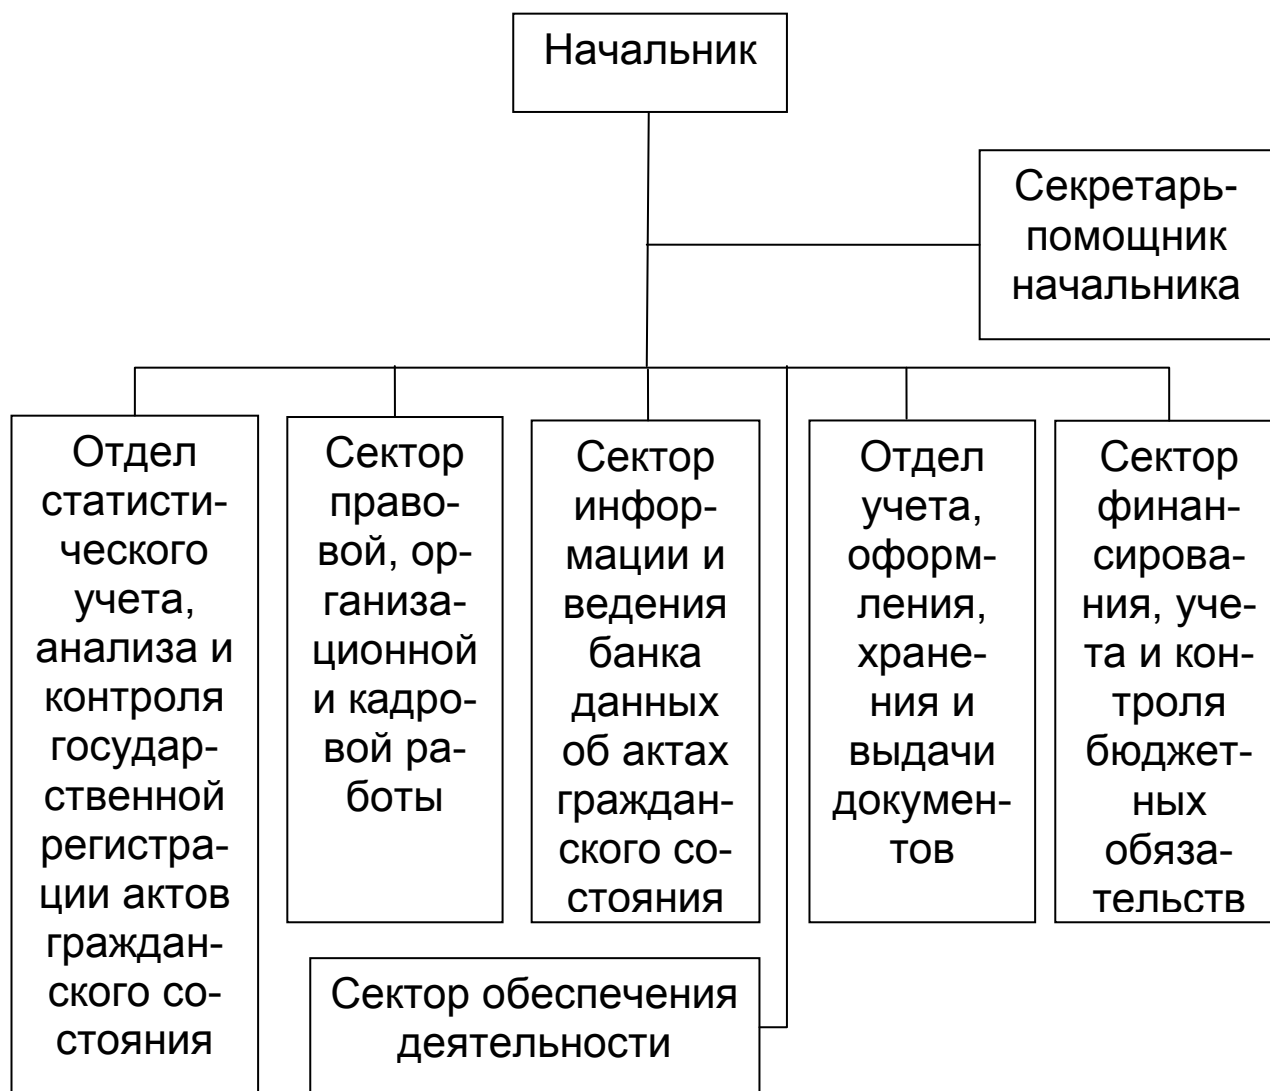 Начальник
Секретарь-
помощник
начальника
Отдел
статисти-
ческого
учета,
анализа и
контроля
государ-
ственной
регистра-
ции актов
граждан-
ского со-
стояния
Сектор
право-
вой, ор-
ганиза-
ционной
и кадро-
вой ра-
боты
Сектор
инфор-
мации и
ведения
банка
данных
об актах
граждан-
ского со-
стояния
Отдел
учета,
оформ-
ления,
хране-
ния и
выдачи
докумен-
тов
Сектор
финан-
сирова-
ния, уче-
та и кон-
троля
бюджет-
ных
обяза-
тельств
Сектор обеспечения
деятельности